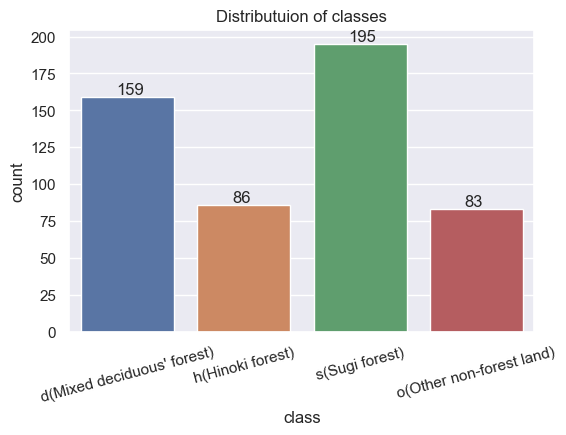 Distributuion of classes
count
200
175
150
125
100
75
50
25
0
159
86
195
83
d(Mixed deciduous' forest)
h(Hinoki forest)
s(Sugi forest)
o(Other non-forest land)
class